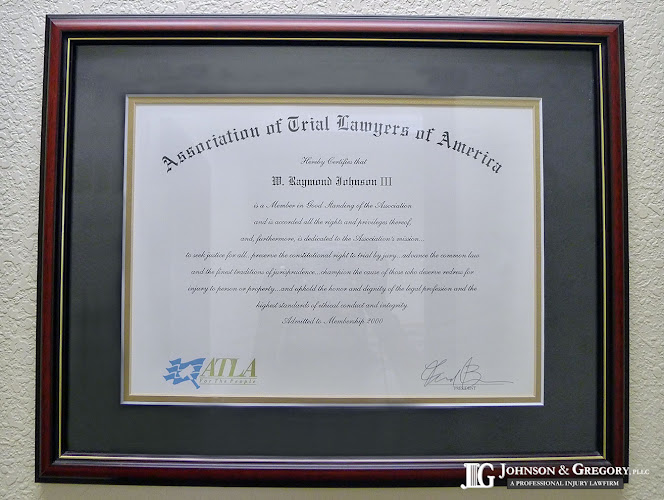 Association of Trial Lawyers of America
Hereby Certifies that
W. Raymond Johnson III
is a Member in Good Standing of the Association
and is accorded all the rights and privileges thereof,
and, furthermore, is dedicated to the Association's mission...
to seek justice for all...preserve the constitutional right to trial by jury...advance the common law
and the finest traditions of jurisprudence...champion the cause of those who deserve redress for
injury to person or property...and uphold the honor and dignity of the legal profession and the
highest standards of ethical conduct and integrity
Admitted to Membership 2000
ATLA
For The People
PRESIDENT
JG JOHNSON & GREGORY, PLLC
A PROFESSIONAL INJURY LAWFIRM